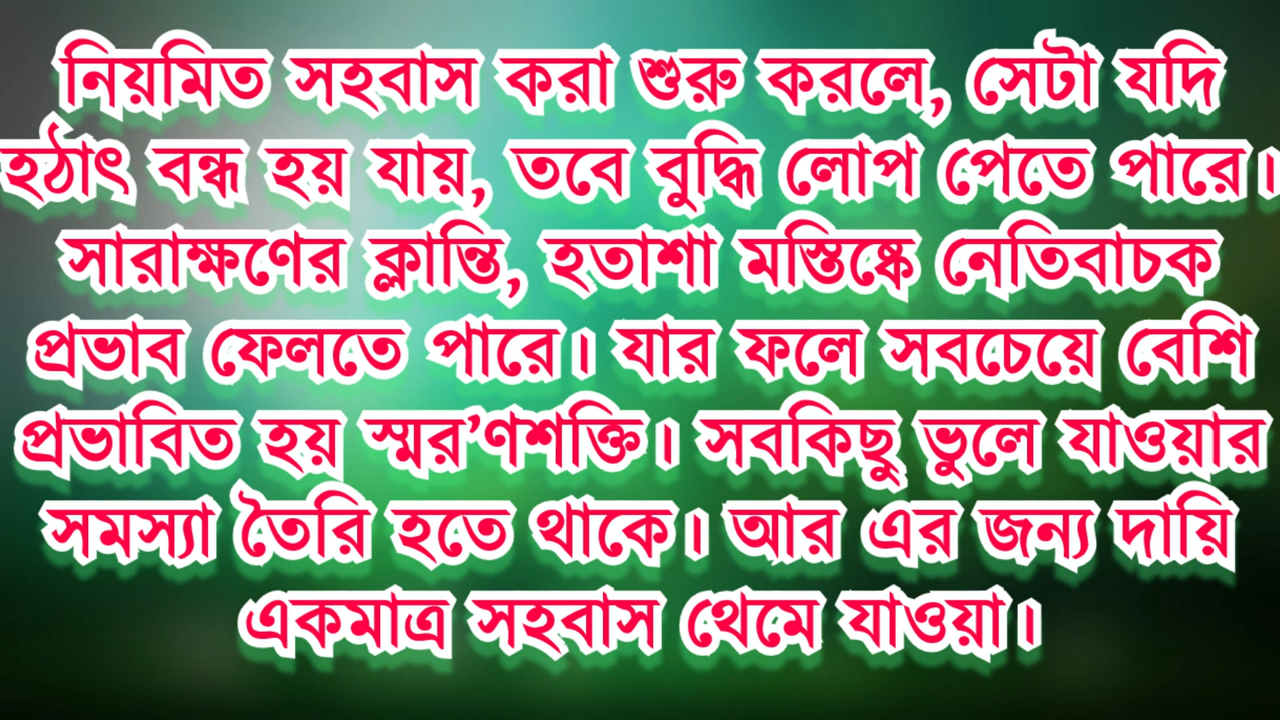 নিয়মিত সহবাস করা শুরু করলে, সেটা যদি
হঠাৎ বন্ধ হয় যায়, তবে বুদ্ধি লোপ পেতে পারে।
সারাক্ষণের ক্লান্তি, হতাশা মস্তিষ্কে নেতিবাচক
প্রভাব ফেলতে পারে। যার ফলে সবচেয়ে বেশি
প্রভাবিত হয় স্মর’ণশক্তি। সবকিছু ভুলে যাওয়ার
সমস্যা তৈরি হতে থাকে। আর এর জন্য দায়ি
একমাত্র সহবাস থেমে যাওয়া।